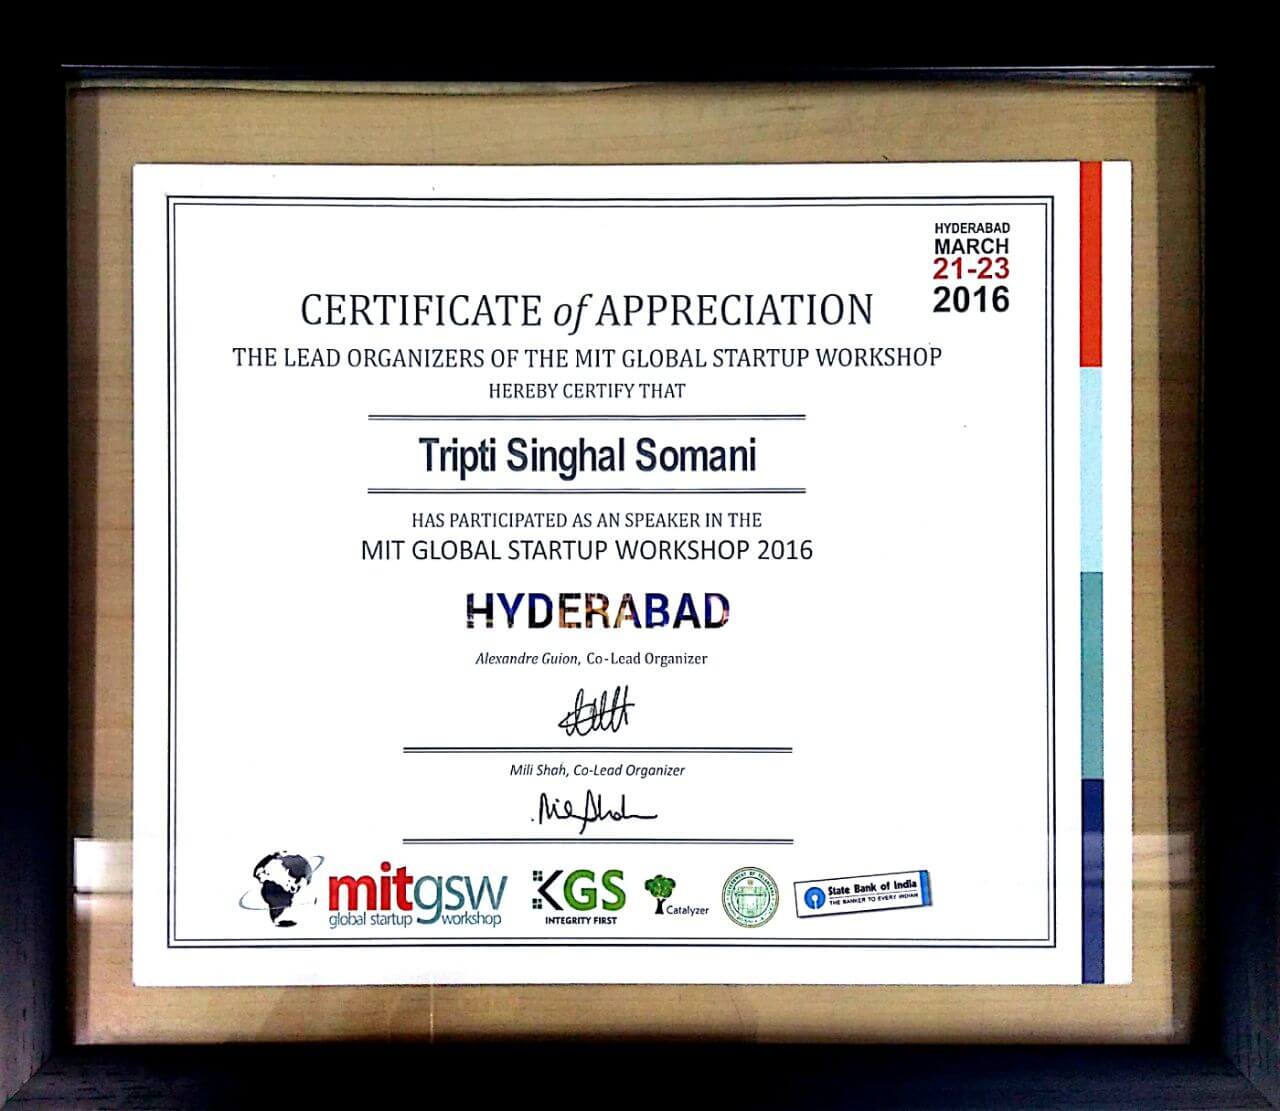 HYDERABAD
MARCH
21-23
2016
CERTIFICATE of APPRECIATION
THE LEAD ORGANIZERS OF THE MIT GLOBAL STARTUP WORKSHOP
HEREBY CERTIFY THAT
Tripti Singhal Somani
HAS PARTICIPATED AS AN SPEAKER IN THE
MIT GLOBAL STARTUP WORKSHOP 2016
HYDERABAD
Alexandre Guion, Co-Lead Organizer
Mili Shah, Co-Lead Organizer
mitgsw
global startup workshop
KGS
INTEGRITY FIRST
Catalyzer
State Bank of India
THE BANKER TO EVERY INDIAN